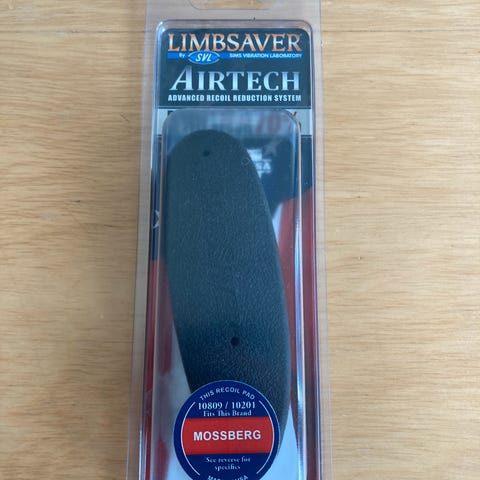 LIMBSAVER
By SVL SIMS VIBRATION LABORATORY
AIRTECH
ADVANCED RECOIL REDUCTION SYSTEM
THIS RECOIL PAD
10809 / 10201
Fits This Brand
MOSSBERG
See reverse for
specifics